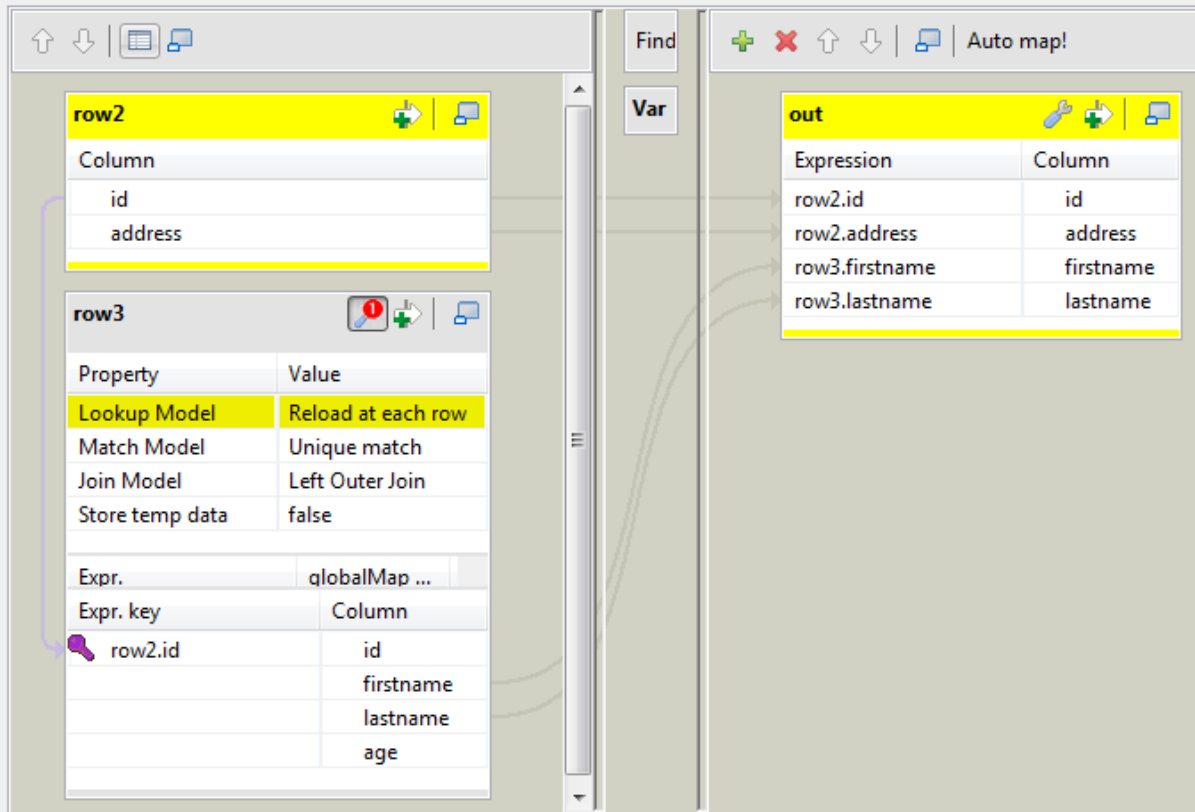 Find
Auto map!
row2
Column
id
address
row3
1
Property Value
Lookup Model Reload at each row
Match Model Unique match
Join Model Left Outer Join
Store temp data false
Expr. globalMap ...
Expr. key Column
row2.id id
firstname
lastname
age
Var
out
Expression Column
row2.id id
row2.address address
row3.firstname firstname
row3.lastname lastname